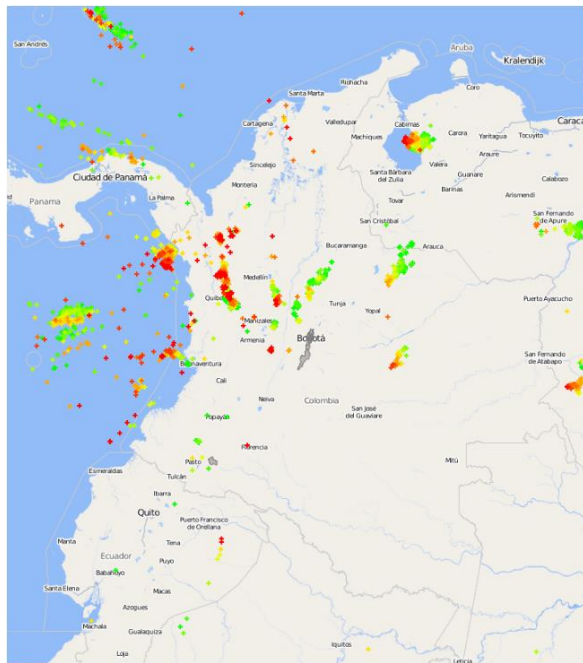 Aruba
San Andrés
Kralendijk
Riohacha
Coro
Santa Marta
Cartagena
Valledupar
Cabimas
Caraca
Machiques
Carora
Yaritagua
Tocuyito
Sincelejo
Valera
Araure
Ciudad de Panamá
Santa Bárbara
del Zulia
Guanare
Calabozo
Montería
Barinas
Arismendi
La Palma
Tovar
Panama
San Cristóbal
San Fernando
de Apure
Bucaramanga
Arauca
Medellín
Quibdó
Tunja
Yopal
Puerto Ayacucho
Manizales
Armenia
Bogotá
Buenaventura
San Fernando
de Atabapo
Cali
Neiva
Colombia
San José
del Guaviare
Popayán
Florencia
Mitú
Pasto
Esmeraldas
Tulcán
Ibarra
Quito
Puerto Francisco
de Orellana
Manta
Tena
Ecuador
Puyo
Babahoyo
Santa Elena
Macas
Azogues
Machala
Gualaquiza
Loja
Iquitos
Leticia